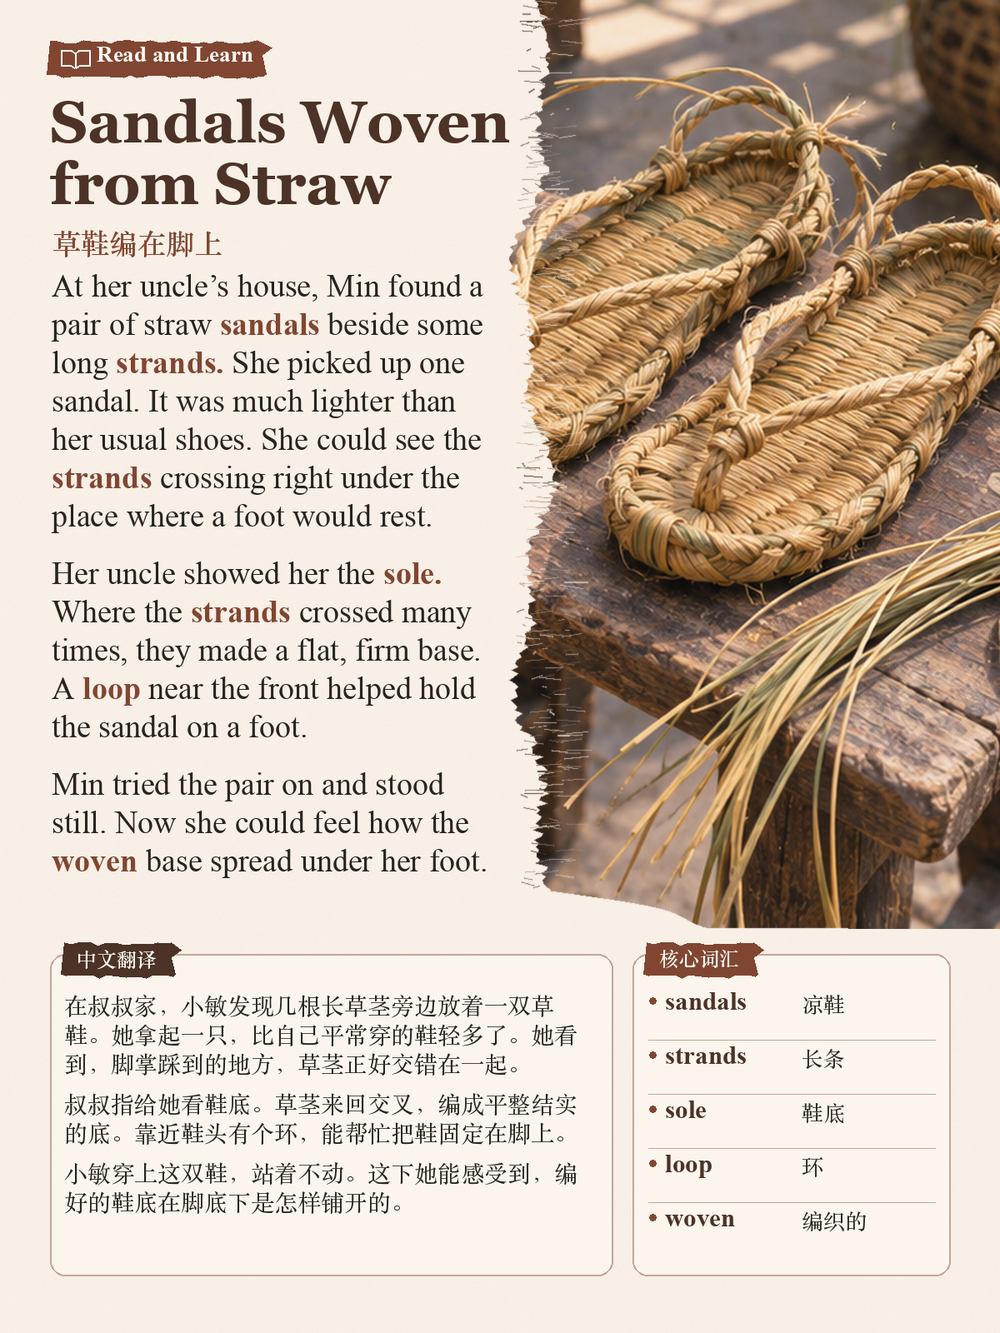 Read and Learn
Sandals Woven
from Straw
草鞋编在脚上
At her uncle’s house, Min found a
pair of straw sandals beside some
long strands. She picked up one
sandal. It was much lighter than
her usual shoes. She could see the
strands crossing right under the
place where a foot would rest.
Her uncle showed her the sole.
Where the strands crossed many
times, they made a flat, firm base.
A loop near the front helped hold
the sandal on a foot.
Min tried the pair on and stood
still. Now she could feel how the
woven base spread under her foot.
中文翻译
在叔叔家，小敏发现几根长草茎旁边放着一双草
鞋。她拿起一只，比自己平常穿的鞋轻多了。她看
到，脚掌踩到的地方，草茎正好交错在一起。
叔叔指给她看鞋底。草茎来回交叉，编成平整结实
的底。靠近鞋头有个环，能帮忙把鞋固定在脚上。
小敏穿上这双鞋，站着不动。这下她能感受到，编
好的鞋底在脚底下是怎样铺开的。
核心词汇
• sandals 凉鞋
• strands 长条
• sole 鞋底
• loop 环
• woven 编织的